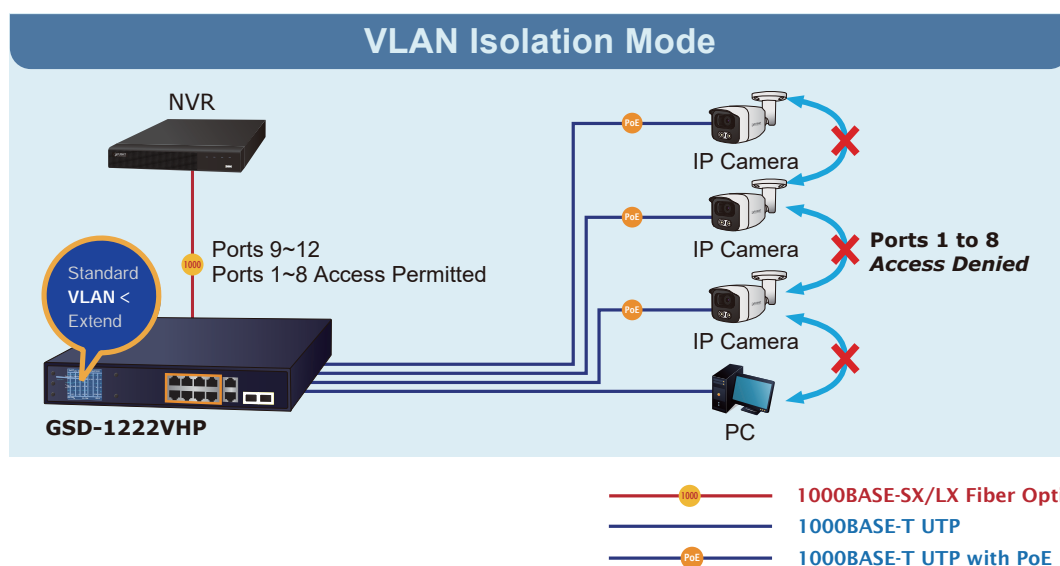 VLAN Isolation Mode
NVR
Ports 9~12
Ports 1~8 Access Permitted
1000
Standard
VLAN <
Extend
GSD-1222VHP
PoE
IP Camera
PoE
IP Camera
PoE
IP Camera
PC
Ports 1 to 8
Access Denied
1000
1000BASE-SX/LX Fiber Opti
1000BASE-T UTP
PoE
1000BASE-T UTP with PoE